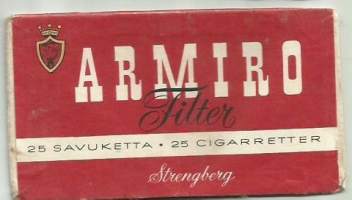 ARMIRO
Filter
25 SAVUKETTA • 25 CIGARRETTER
Strengberg